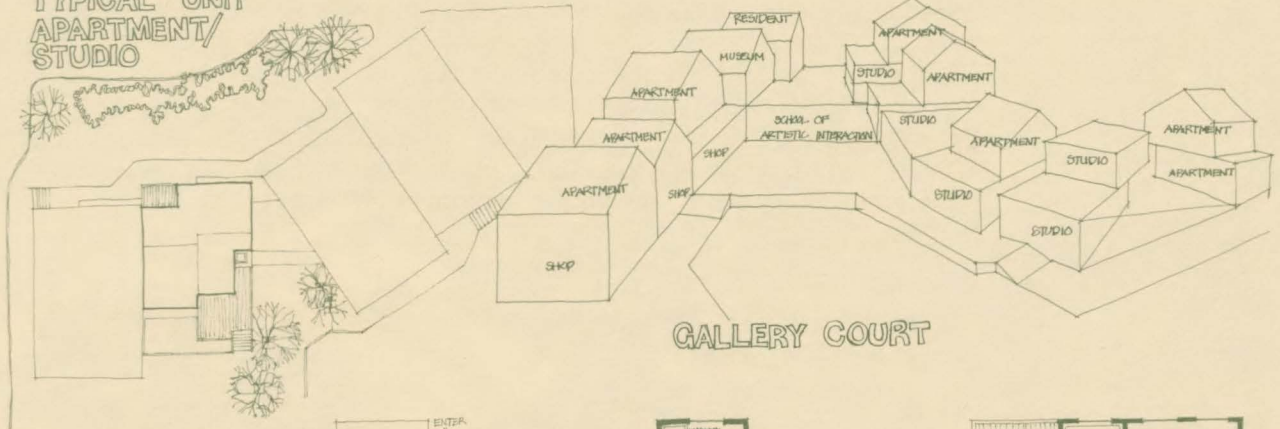 TYPICAL UNIT
APARTMENT/
STUDIO
RESIDENT
MUSEUM
APARTMENT
APARTMENT
APARTMENT
SHOP
SHOP
SHOP
SCHOOL OF
ARTISTIC INTERACTION
APARTMENT
STUDIO
APARTMENT
STUDIO
APARTMENT
STUDIO
STUDIO
STUDIO
APARTMENT
APARTMENT
GALLERY COURT
ENTER